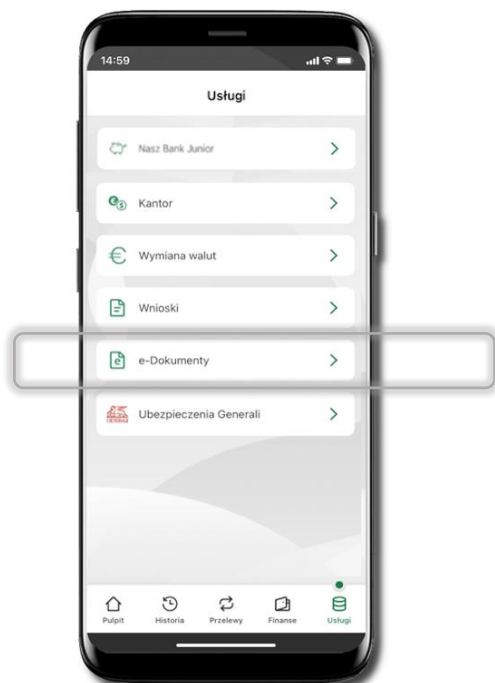 14:59
Usługi
Nasz Bank Junior
Kantor
Wymiana walut
Wnioski
e-Dokumenty
Ubezpieczenia Generali
Pulpit
Historia
Przelewy
Finanse
Usługi